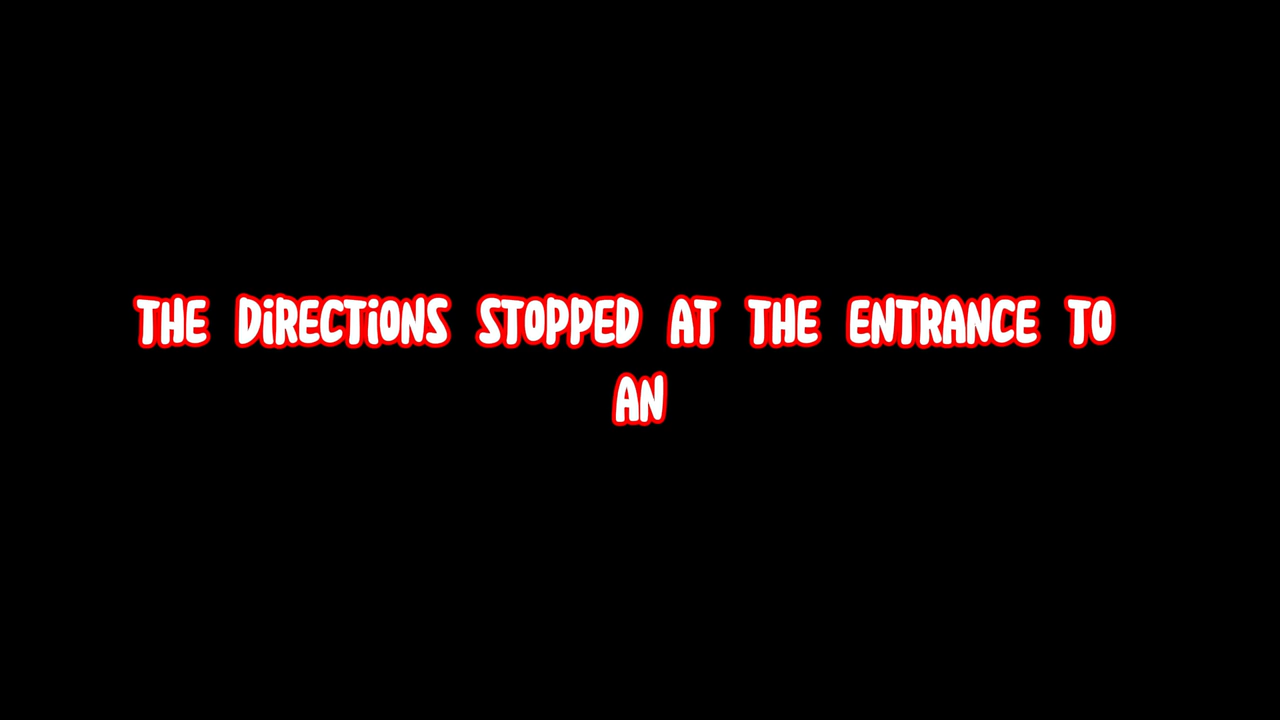 THE DiRECTiONS STOPPED AT THE ENTRANCE TO
AN